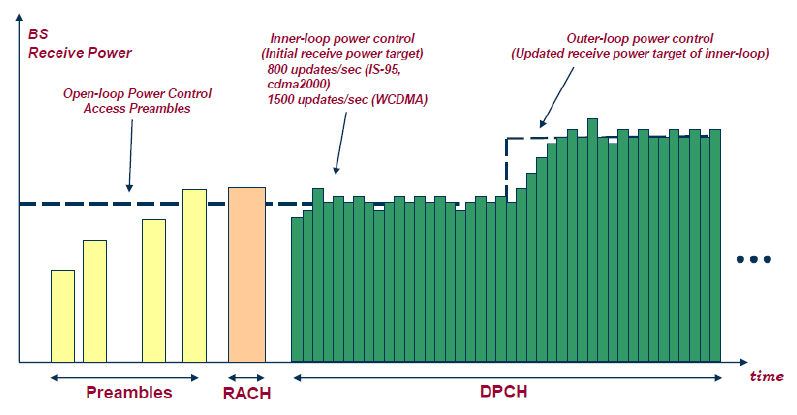 BS
Receive Power
Open-loop Power Control
Access Preambles
Inner-loop power control
(Initial receive power target)
800 updates/sec (IS-95,
cdma2000)
1500 updates/sec (WCDMA)
Outer-loop power control
(Updated receive power target of inner-loop)
time
Preambles
RACH
DPCH